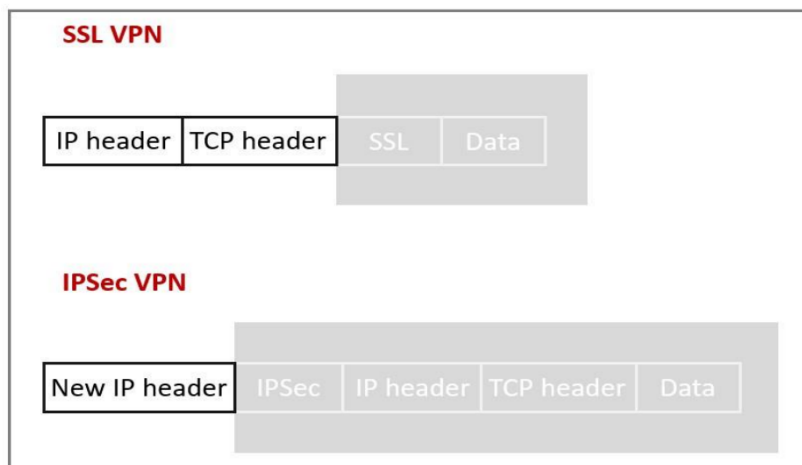 SSL VPN
IP header TCP header SSL Data
IPSec VPN
New IP header IPSec IP header TCP header Data